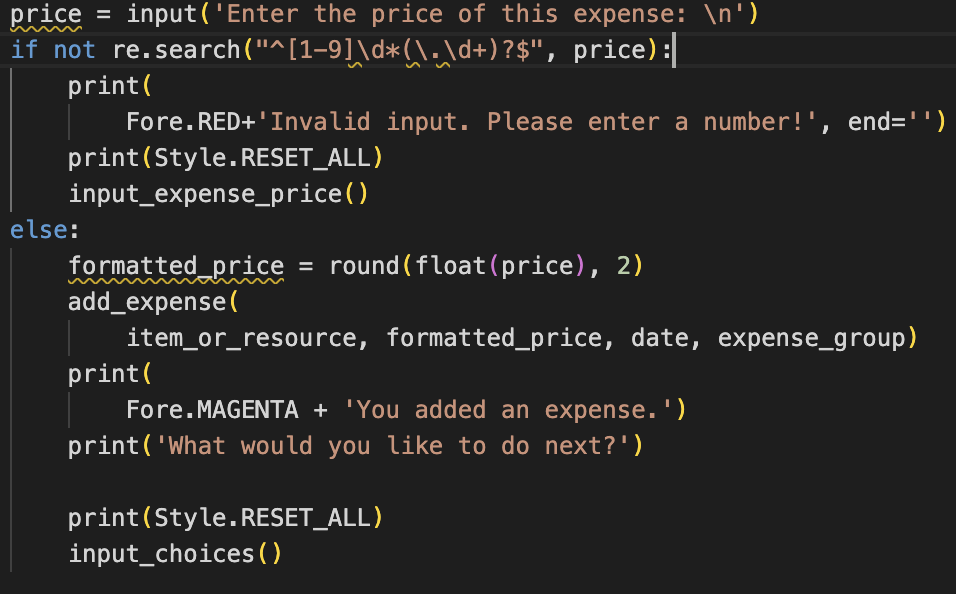 price = input('Enter the price of this expense: \n')
if not re.search("^[1-9]\d*(\.\d+)?$", price):
    print(
        Fore.RED+'Invalid input. Please enter a number!', end='')
    print(Style.RESET_ALL)
    input_expense_price()
else:
    formatted_price = round(float(price), 2)
    add_expense(
        item_or_resource, formatted_price, date, expense_group)
    print(
        Fore.MAGENTA + 'You added an expense.')
    print('What would you like to do next?')

    print(Style.RESET_ALL)
    input_choices()